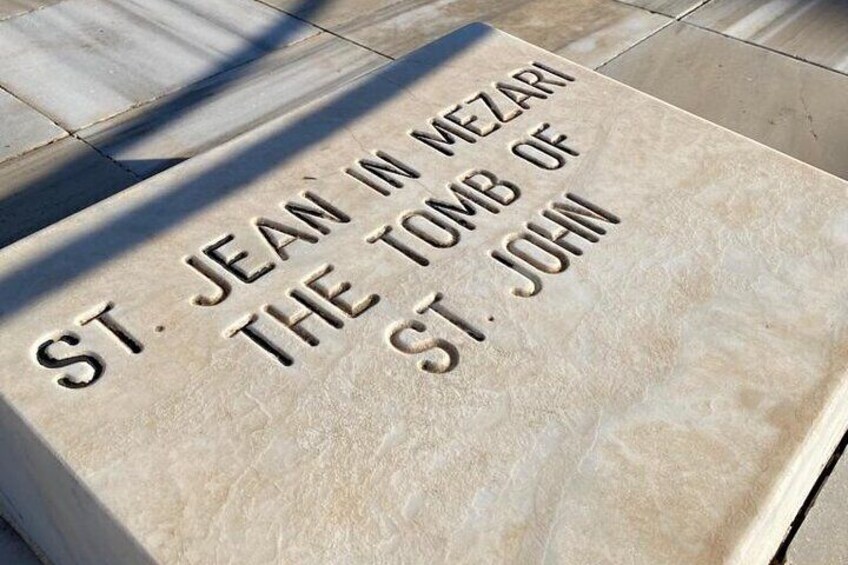 ST. JEAN IN MEZARI
THE TOMB OF
ST. JOHN